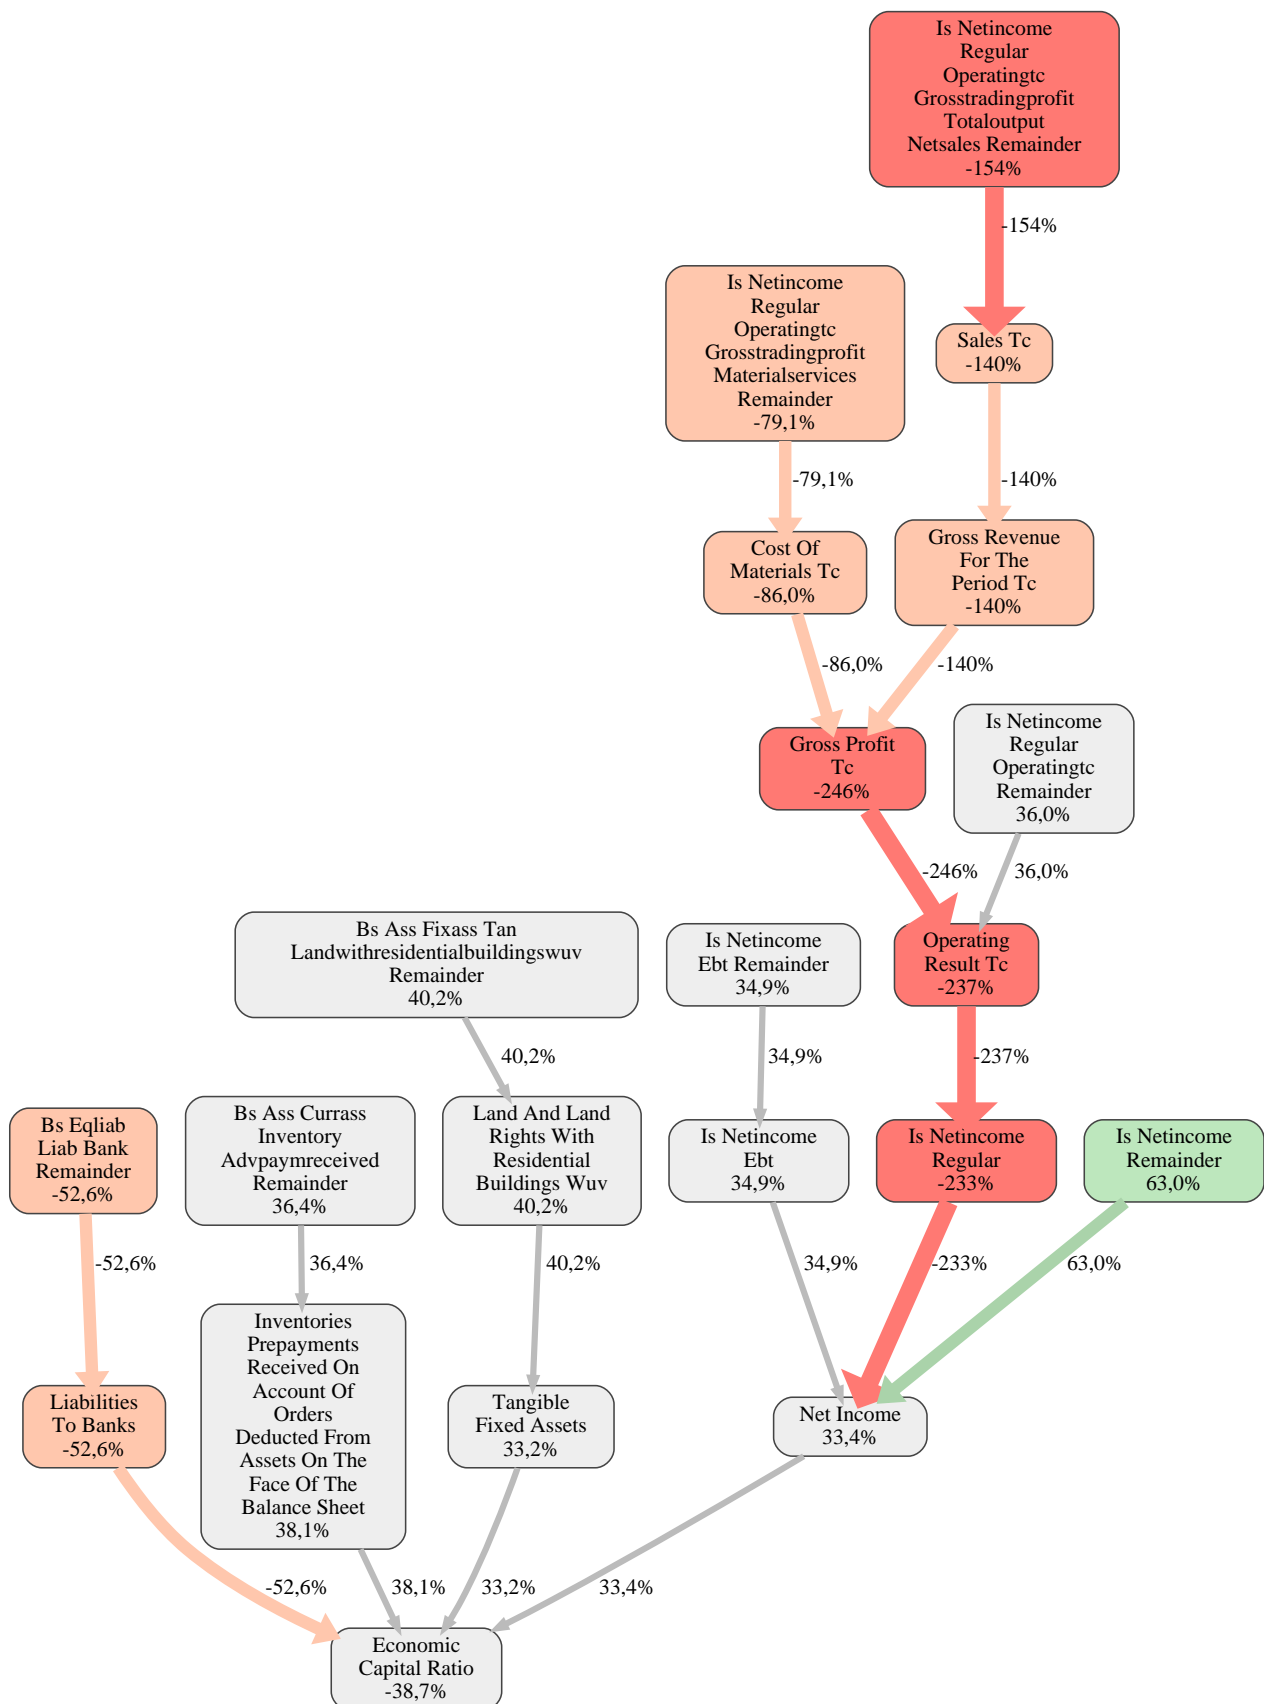 Is Netincome
Regular
Operatingtc
Grosstradingprofit
Totaloutput
Netsales Remainder
-154%
-154%
Is Netincome
Regular
Operatingtc
Grosstradingprofit
Materialservices
Remainder
-79,1%
Sales Tc
-140%
-79,1%
-140%
Cost Of
Materials Tc
-86,0%
Gross Revenue
For The
Period Tc
-140%
-86,0%
-140%
Gross Profit
Tc
-246%
Is Netincome
Regular
Operatingtc
Remainder
36,0%
-246%
36,0%
Bs Ass Fixass Tan
Landwithresidentialbuildingswuv
Remainder
40,2%
Is Netincome
Ebt Remainder
34,9%
Operating
Result Tc
-237%
40,2%
34,9%
-237%
Bs Eqliab
Liab Bank
Remainder
-52,6%
Bs Ass Currass
Inventory
Advpaymreceived
Remainder
36,4%
Land And Land
Rights With
Residential
Buildings Wuv
40,2%
Is Netincome
Ebt
34,9%
Is Netincome
Regular
-233%
Is Netincome
Remainder
63,0%
-52,6%
36,4%
40,2%
34,9%
-233%
63,0%
Liabilities
To Banks
-52,6%
Inventories
Prepayments
Received On
Account Of
Orders
Deducted From
Assets On The
Face Of The
Balance Sheet
38,1%
Tangible
Fixed Assets
33,2%
Net Income
33,4%
-52,6%
38,1%
33,2%
33,4%
Economic
Capital Ratio
-38,7%